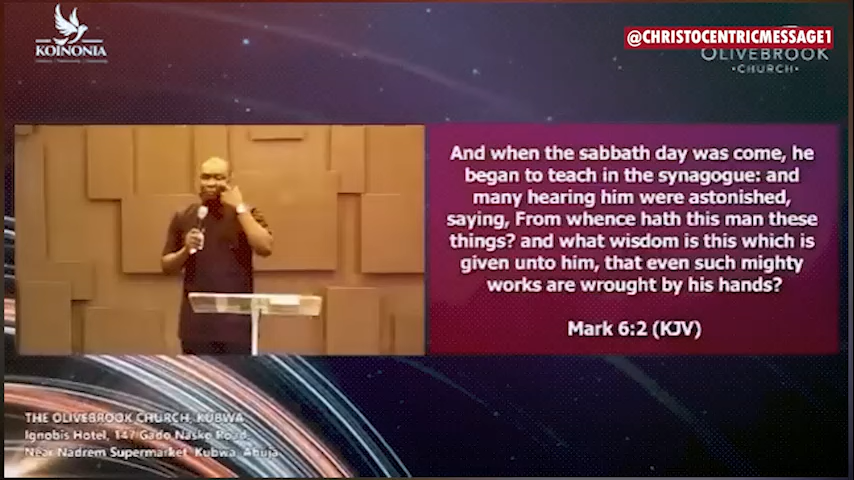 KOINONIA
@CHRISTOCENTRICMESSAGE1
OLIVEBROOK
·CHURCH·
And when the sabbath day was come, he
began to teach in the synagogue: and
many hearing him were astonished,
saying, From whence hath this man these
things? and what wisdom is this which is
given unto him, that even such mighty
works are wrought by his hands?
Mark 6:2 (KJV)
THE OLIVEBROOK CHURCH, KUBWA
Ignobis Hotel, 147 Gado Nasko Road,
Near Nadrem Supermarket, Kubwa, Abuja